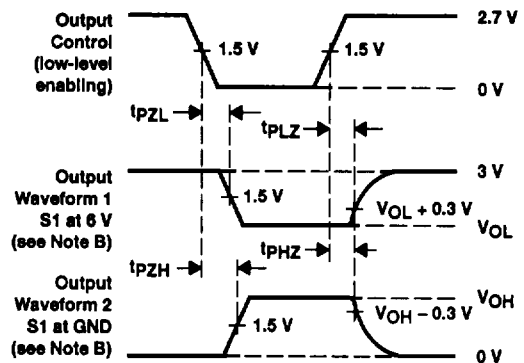 Output
Control
(low-level
enabling)
1.5 V
1.5 V
2.7 V
0 V
tPZL
tPLZ
Output
Waveform 1
S1 at 6 V
(see Note B)
1.5 V
3 V
VOL + 0.3 V
VOL
tPZH
tPHZ
Output
Waveform 2
S1 at GND
(see Note B)
1.5 V
VOH
VOH − 0.3 V
0 V